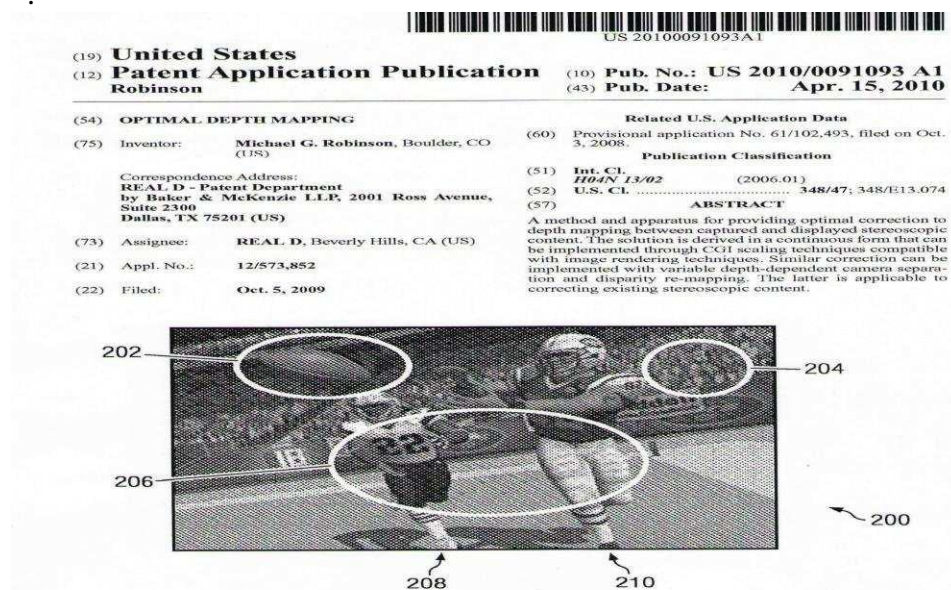 US 20100091093A1
(19) United States
(12) Patent Application Publication
Robinson
(10) Pub. No.: US 2010/0091093 A1
(43) Pub. Date: Apr. 15, 2010
(54) OPTIMAL DEPTH MAPPING
(75) Inventor: Michael G. Robinson, Boulder, CO
(US)
Correspondence Address:
REAL D - Patent Department
by Baker & McKenzie LLP, 2001 Ross Avenue,
Suite 2300
Dallas, TX 75201 (US)
(73) Assignee: REAL D, Beverly Hills, CA (US)
(21) Appl. No.: 12/573,852
(22) Filed: Oct. 5, 2009
Related U.S. Application Data
(60) Provisional application No. 61/102,493, filed on Oct.
3, 2008.
Publication Classification
(51) Int. Cl.
H04N 13/02 (2006.01)
(52) U.S. Cl. ................................ 348/47; 348/E13.074
(57) ABSTRACT
A method and apparatus for providing optimal correction to
depth mapping between captured and displayed stereoscopic
content. The solution is derived in a continuous form that can
be implemented through CGI scaling techniques compatible
with image rendering techniques. Similar correction can be
implemented with variable depth-dependent camera separa-
tion and disparity re-mapping. The latter is applicable to
correcting existing stereoscopic content.
202
204
22
206
200
208
210